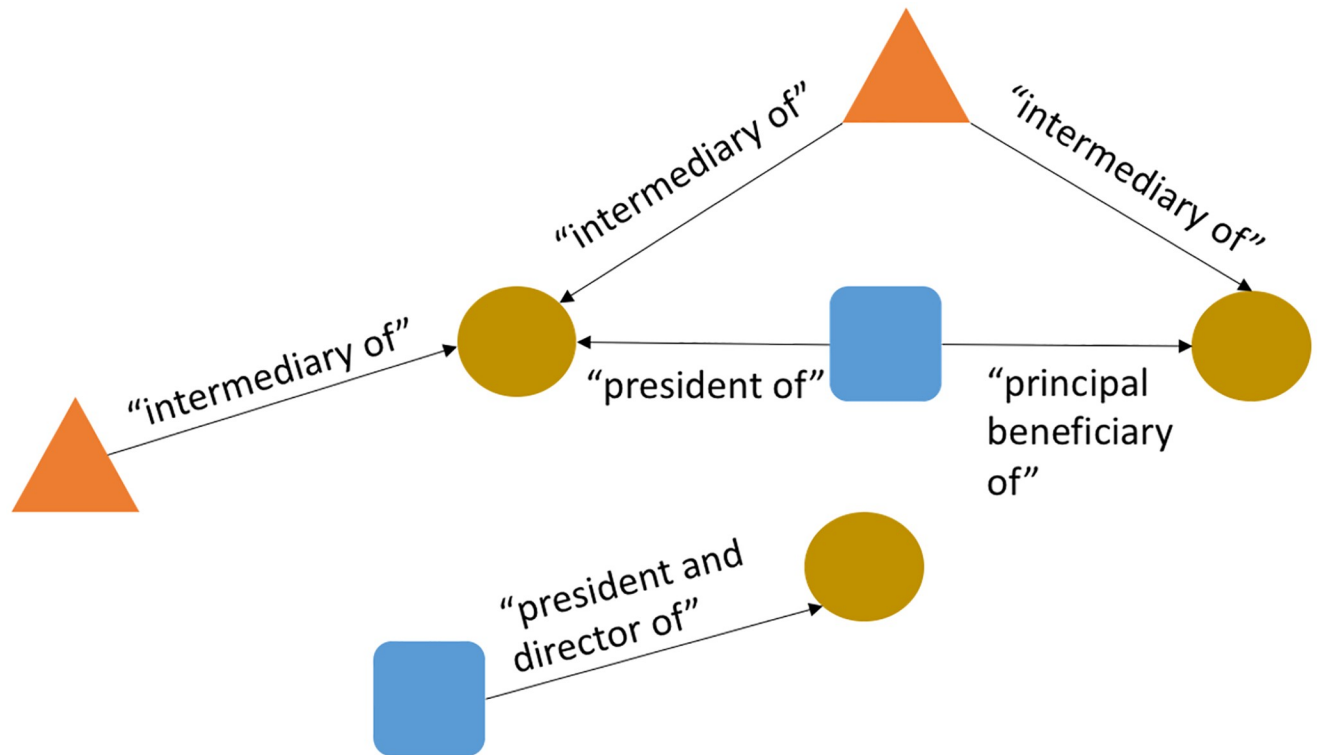 “intermediary of”
“intermediary of”
“intermediary of”
“president of”
“principal
beneficiary
of”
“president and
director of”